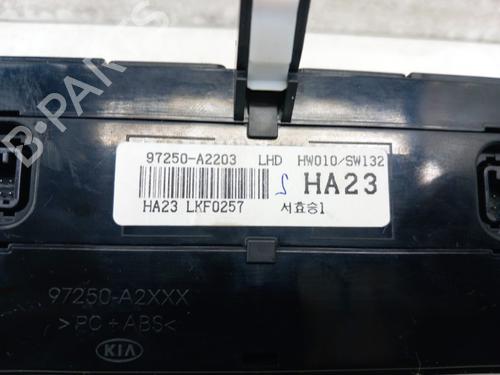 B-PARTS
97250-A2203 LHD HW010/SW132
HA23
HA23 LKF0257 서효승1
97250-A2XXX
>PC+ABS<
KIA